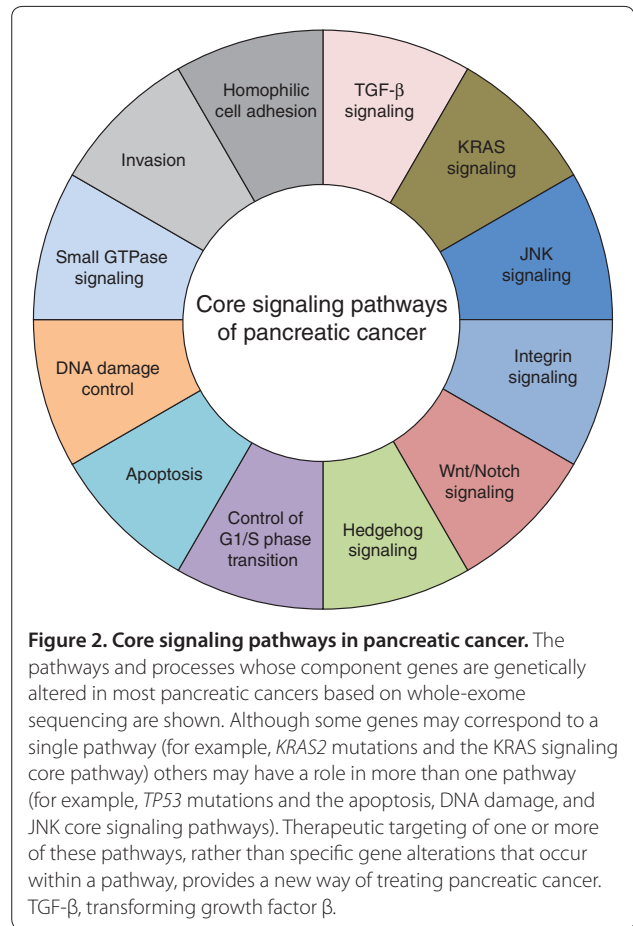 Homophilic
cell adhesion
TGF-β
signaling
KRAS
signaling
JNK
signaling
Integrin
signaling
Wnt/Notch
signaling
Hedgehog
signaling
Control of
G1/S phase
transition
Apoptosis
DNA damage
control
Small GTPase
signaling
Invasion
Core signaling pathways
of pancreatic cancer
Figure 2. Core signaling pathways in pancreatic cancer. The
pathways and processes whose component genes are genetically
altered in most pancreatic cancers based on whole-exome
sequencing are shown. Although some genes may correspond to a
single pathway (for example, KRAS2 mutations and the KRAS signaling
core pathway) others may have a role in more than one pathway
(for example, TP53 mutations and the apoptosis, DNA damage, and
JNK core signaling pathways). Therapeutic targeting of one or more
of these pathways, rather than specific gene alterations that occur
within a pathway, provides a new way of treating pancreatic cancer.
TGF-β, transforming growth factor β.